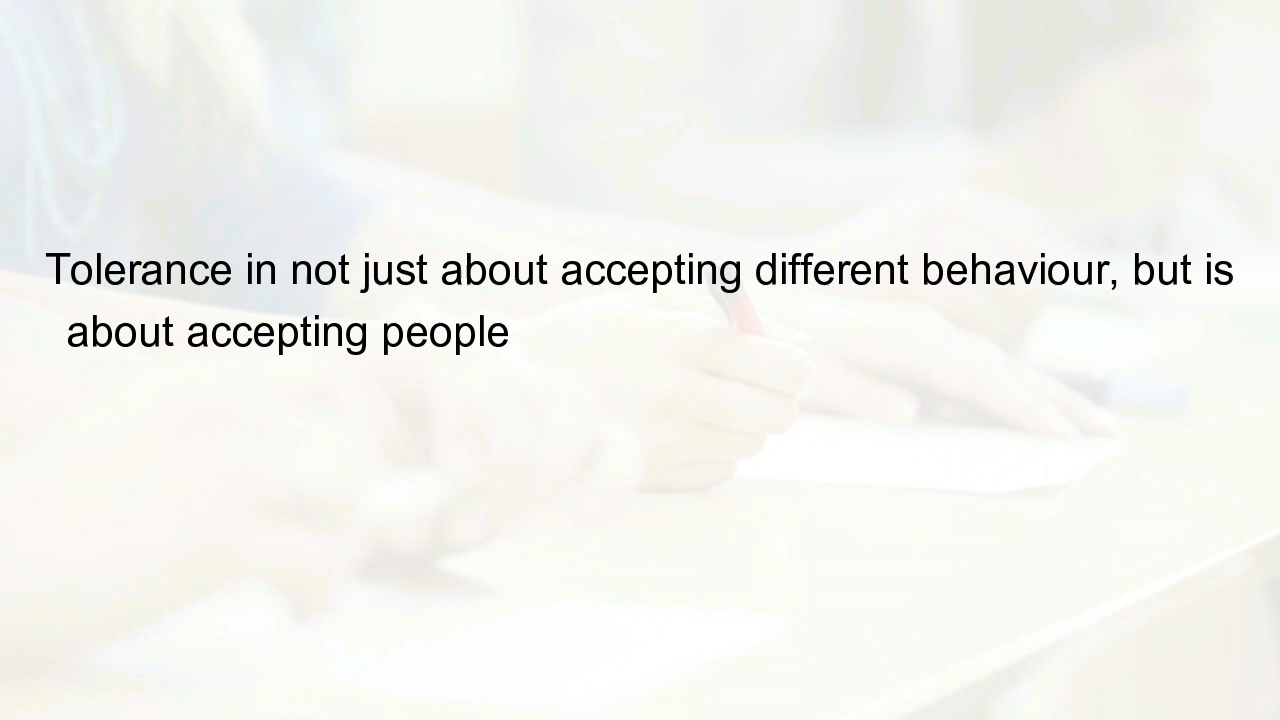 Tolerance in not just about accepting different behaviour, but is
about accepting people